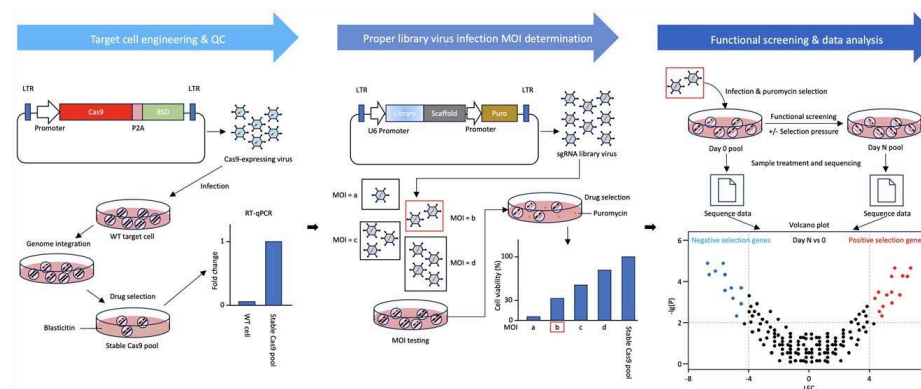 Target cell engineering & QC
Proper library virus infection MOI determination
Functional screening & data analysis
LTR
LTR
Cas9
BSD
Promoter
P2A
Cas9-expressing virus
Infection
WT target cell
Genome integration
Drug selection
Blasticitin
Stable Cas9 pool
RT-qPCR
Fold change
1
0
WT cell
Stable Cas9 pool
LTR
LTR
Library
Scaffold
Puro
U6 Promoter
Promoter
sgRNA library virus
MOI = a
MOI = b
MOI = c
MOI = d
Drug selection
Puromycin
MOI testing
Cell viability (%)
100
30
0
MOI
a
b
c
d
Stable Cas9 pool
Infection & puromycin selection
Functional screening
+/- Selection pressure
Day 0 pool
Day N pool
Sample treatment and sequencing
Sequence data
Sequence data
Volcano plot
Negative selection genes
Day N vs 0
Positive selection gene
-lg(P)
6
4
2
0
-8
-4
0
4
LFC